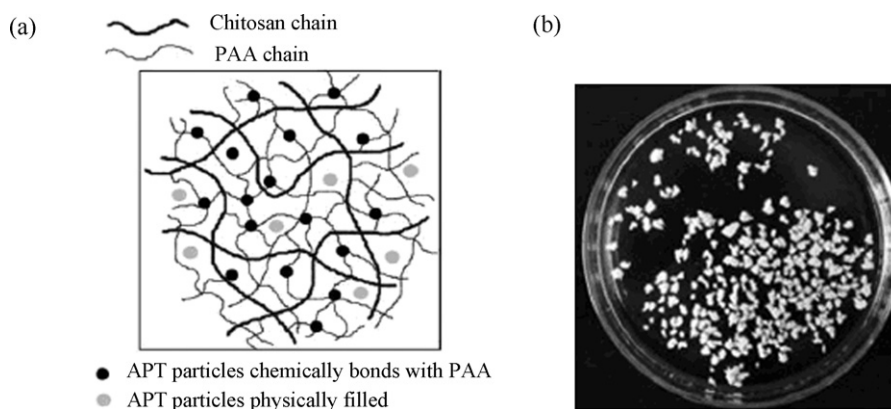 (a)
Chitosan chain
PAA chain
APT particles chemically bonds with PAA
APT particles physically filled
(b)